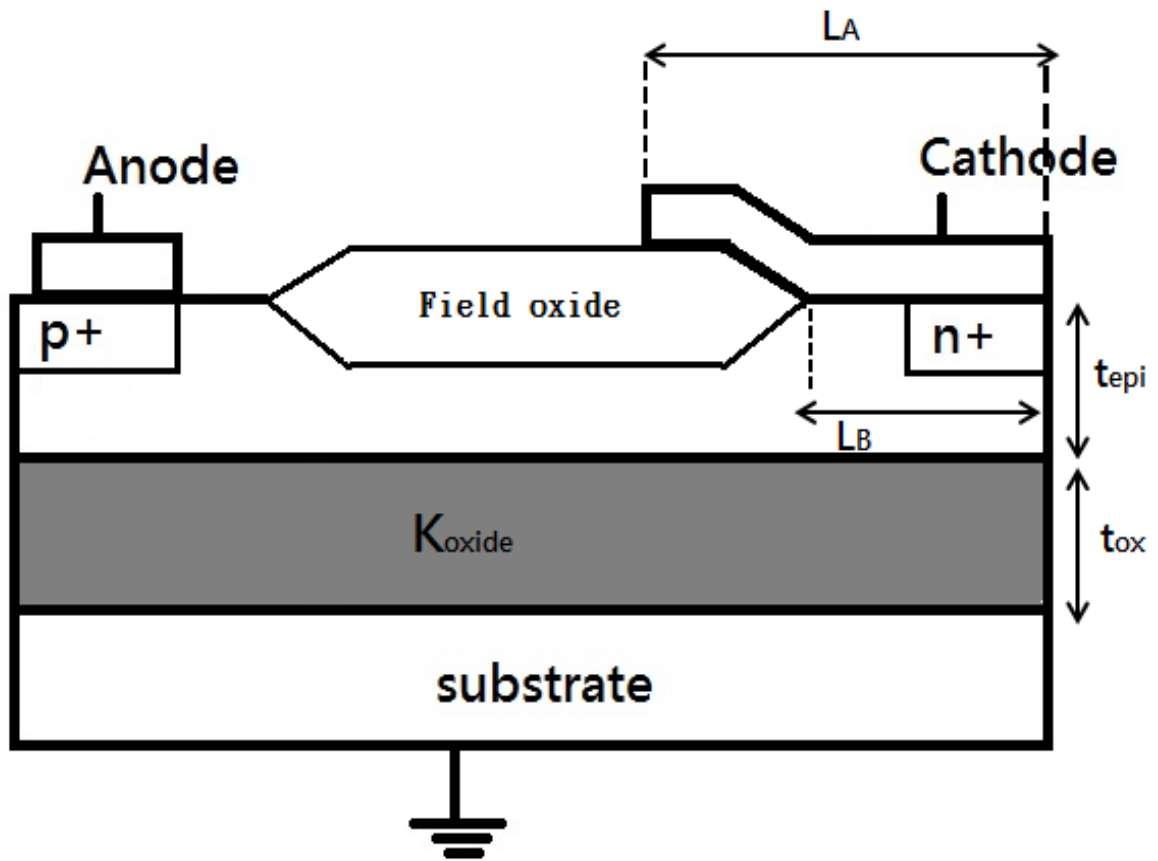 LA
Anode
Cathode
Field oxide
p+
n+
tepi
LB
Koxide
tox
substrate